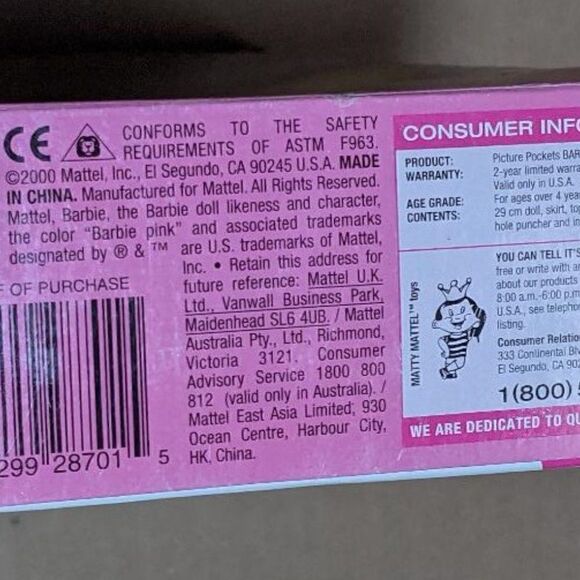 CE CONFORMS TO THE SAFETY
REQUIREMENTS OF ASTM F963.
©2000 Mattel, Inc., El Segundo, CA 90245 U.S.A. MADE
IN CHINA. Manufactured for Mattel. All Rights Reserved.
Mattel, Barbie, the Barbie doll likeness and character,
the color "Barbie pink" and associated trademarks
designated by ® & ™ are U.S. trademarks of Mattel,
Inc. • Retain this address for
future reference: Mattel U.K.
Ltd., Vanwall Business Park,
Maidenhead SL6 4UB. / Mattel
Australia Pty., Ltd., Richmond,
Victoria 3121. Consumer
Advisory Service 1800 800
812 (valid only in Australia). /
Mattel East Asia Limited, 930
Ocean Centre, Harbour City,
HK, China.
F OF PURCHASE
299 28701 5
CONSUMER INFO
PRODUCT: Picture Pockets BAR
WARRANTY: 2-year limited warra
Valid only in U.S.A.
AGE GRADE: For ages over 4 year
CONTENTS: 29 cm doll, skirt, to
hole puncher and in
MATTY MATTEL™ toys
YOU CAN TELL IT'S
free or write with a
about our products
8:00 a.m.-6:00 p.m
U.S.A., see telepho
listing.
Consumer Relatio
333 Continental Bl
El Segundo, CA 902
1(800) 5
WE ARE DEDICATED TO QU